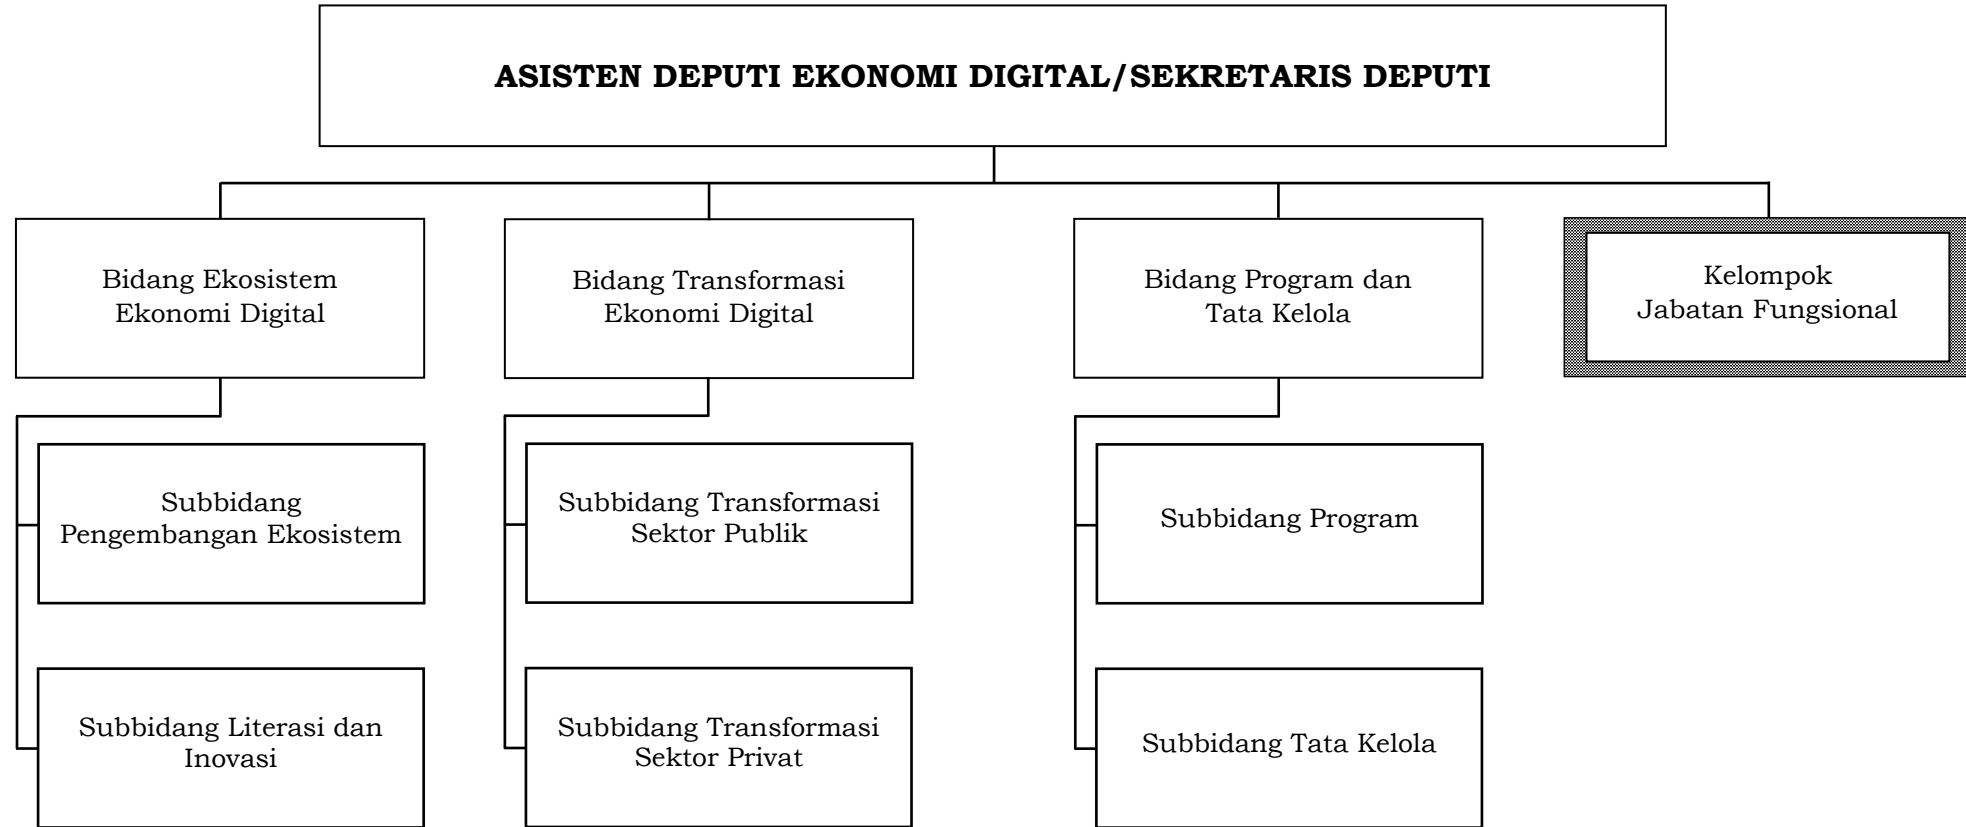 ASISTEN DEPUTI EKONOMI DIGITAL/SEKRETARIS DEPUTI
Bidang Ekosistem
Ekonomi Digital
Bidang Transformasi
Ekonomi Digital
Bidang Program dan
Tata Kelola
Kelompok
Jabatan Fungsional
Subbidang
Pengembangan Ekosistem
Subbidang Transformasi
Sektor Publik
Subbidang Program
Subbidang Literasi dan
Inovasi
Subbidang Transformasi
Sektor Privat
Subbidang Tata Kelola